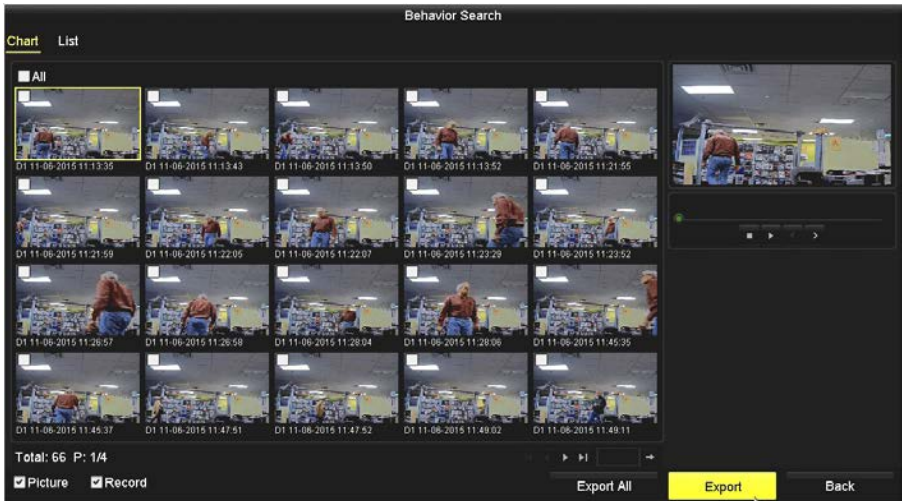 Behavior Search
Chart List
All
D1 11-06-2015 11:13:35 D1 11-06-2015 11:13:43 D1 11-06-2015 11:13:50 D1 11-06-2015 11:13:52 D1 11-06-2015 11:21:55
D1 11-06-2015 11:21:59 D1 11-06-2015 11:22:05 D1 11-06-2015 11:22:07 D1 11-06-2015 11:23:29 D1 11-06-2015 11:23:52
D1 11-06-2015 11:26:57 D1 11-06-2015 11:26:58 D1 11-06-2015 11:28:04 D1 11-06-2015 11:28:06 D1 11-06-2015 11:45:35
D1 11-06-2015 11:45:37 D1 11-06-2015 11:47:51 D1 11-06-2015 11:47:52 D1 11-06-2015 11:49:02 D1 11-06-2015 11:49:11
Total: 66 P: 1/4
Picture Record Export All Export Back